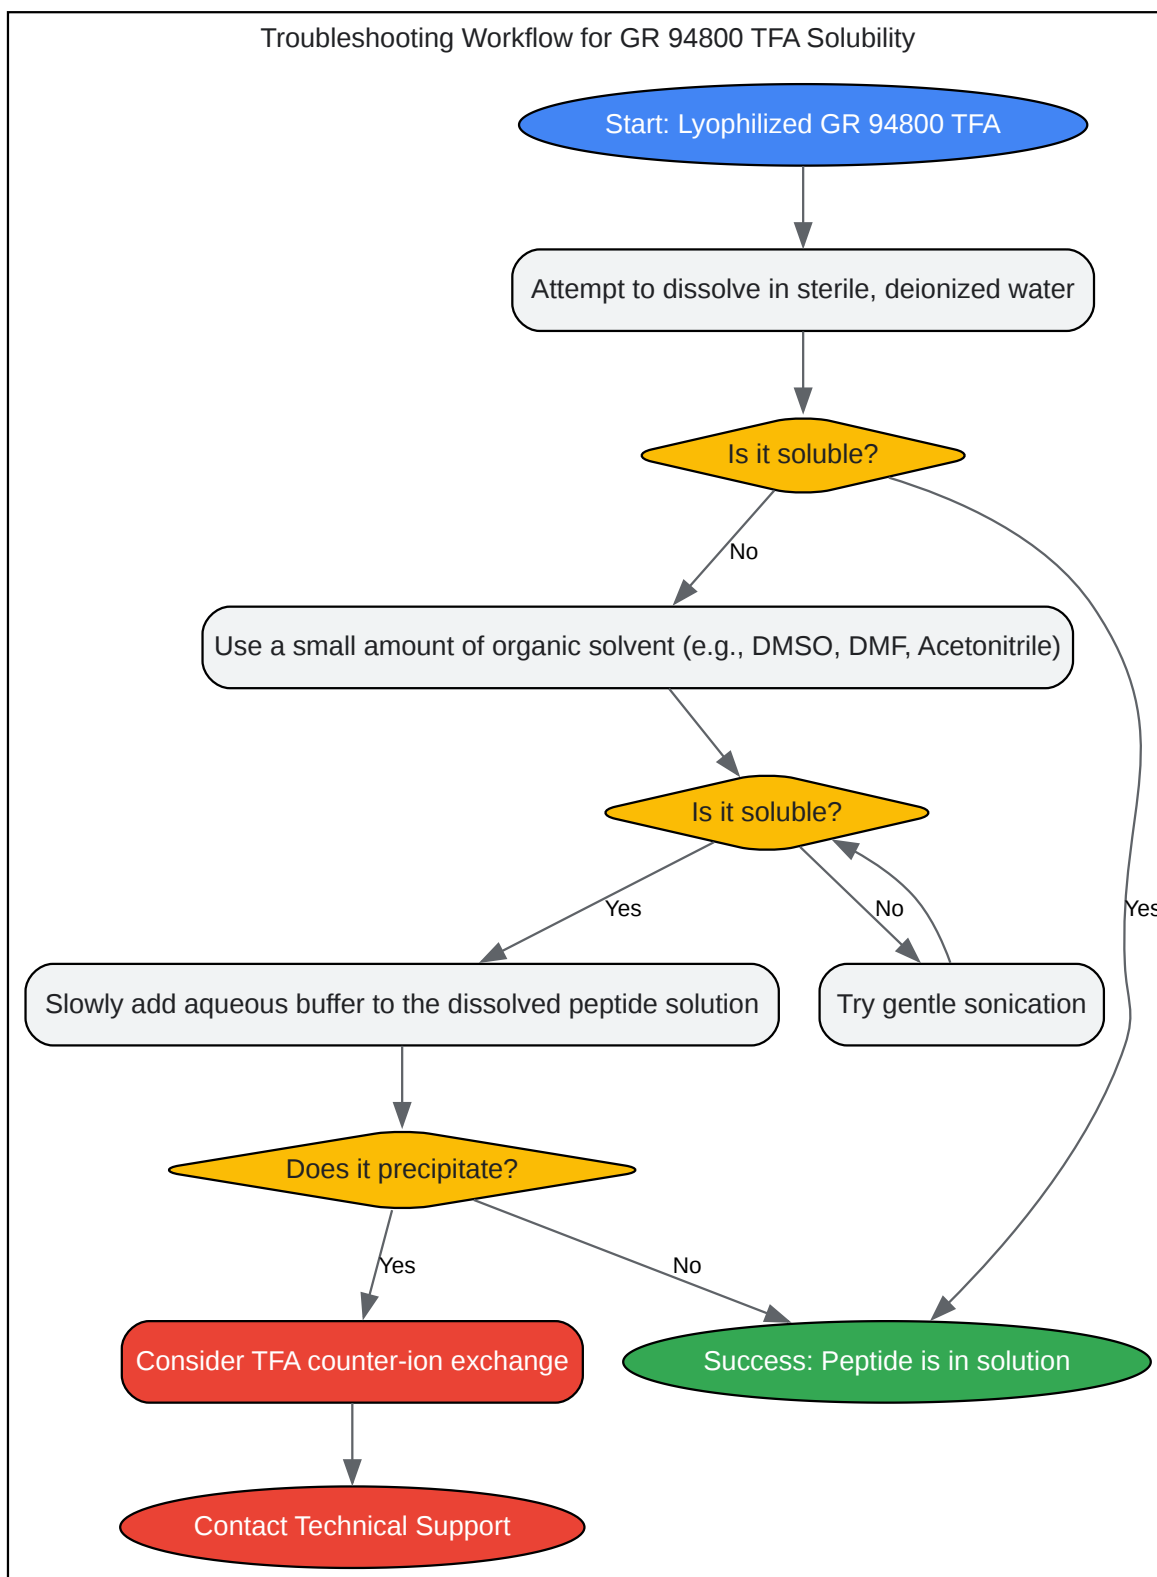 Troubleshooting Workflow for GR 94800 TFA Solubility
Start: Lyophilized GR 94800 TFA
Attempt to dissolve in sterile, deionized water
Is it soluble?
No
Use a small amount of organic solvent (e.g., DMSO, DMF, Acetonitrile)
Is it soluble?
Yes
No
Yes
Slowly add aqueous buffer to the dissolved peptide solution
Try gentle sonication
Does it precipitate?
Yes
No
Consider TFA counter-ion exchange
Success: Peptide is in solution
Contact Technical Support